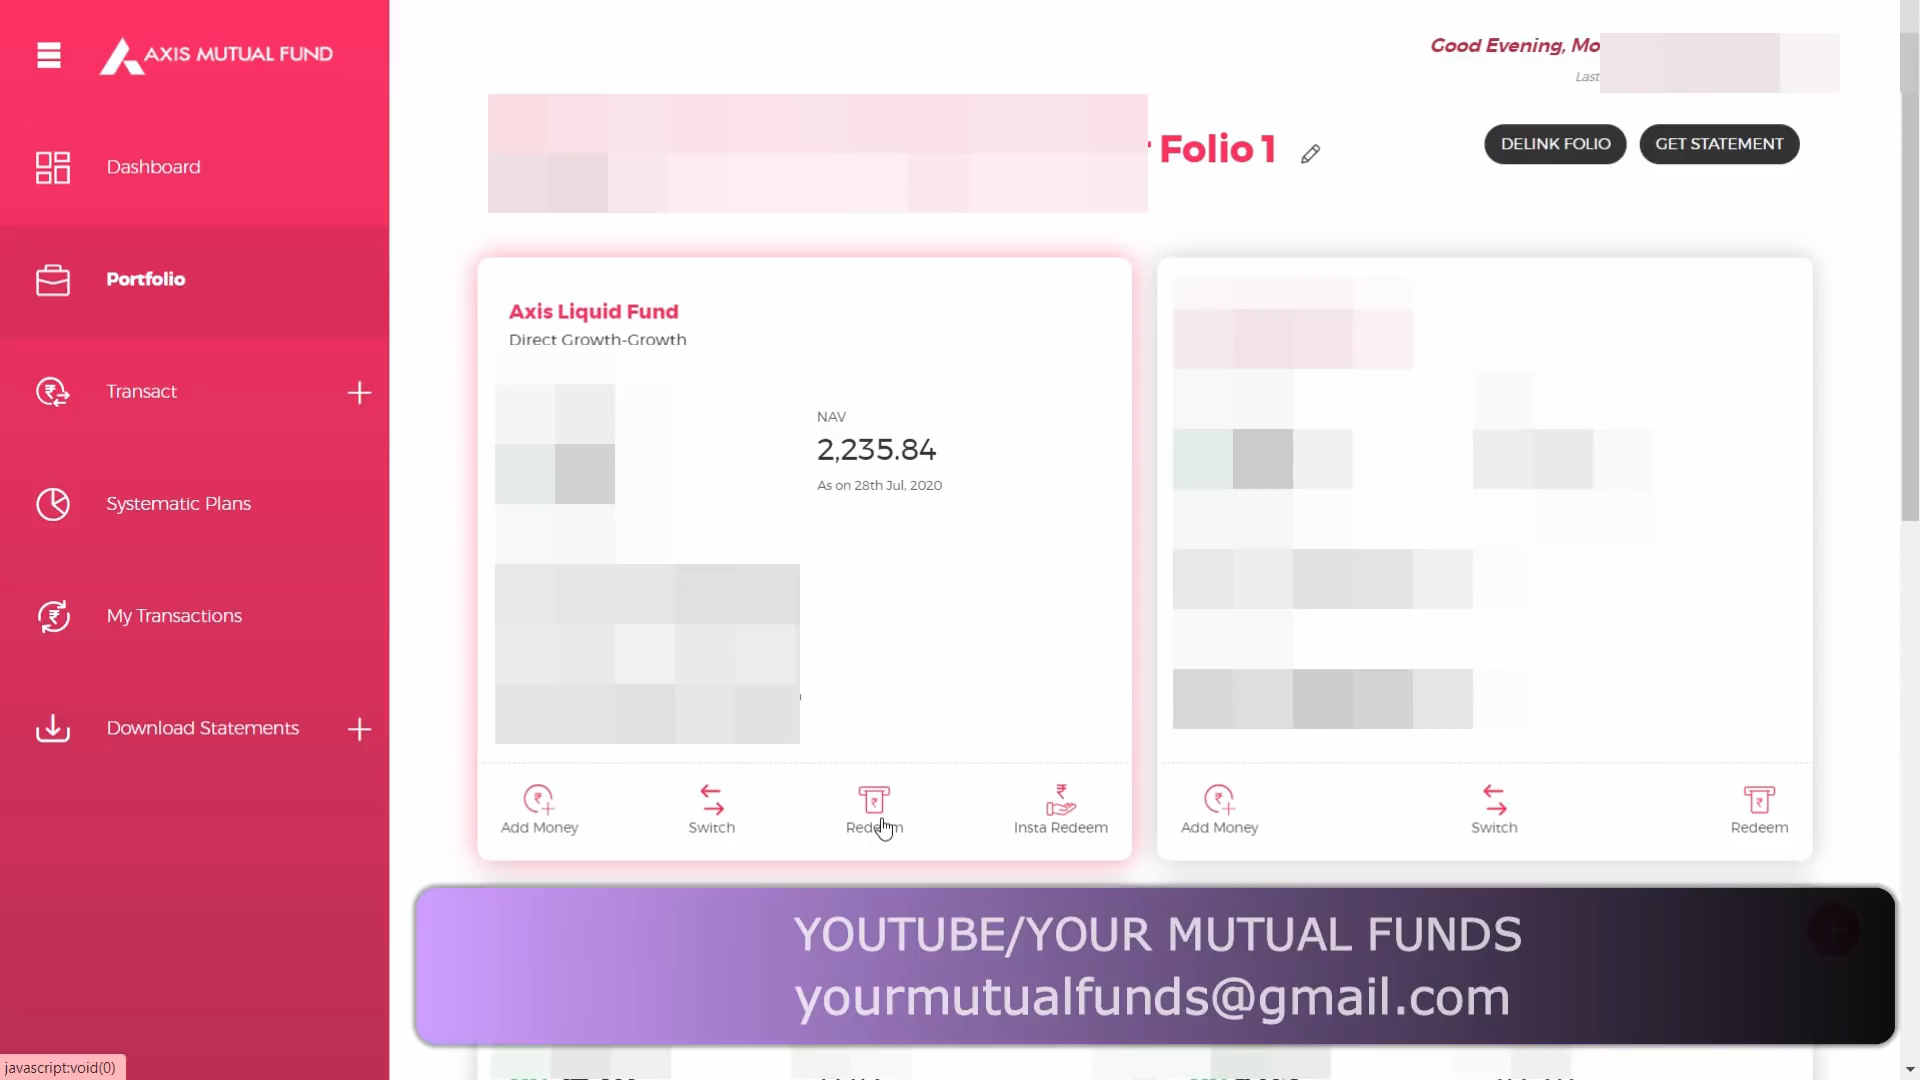 AXIS MUTUAL FUND
Good Evening, Mo
Last
Folio 1
DELINK FOLIO
GET STATEMENT
Dashboard
Portfolio
Transact
Systematic Plans
My Transactions
Download Statements
Axis Liquid Fund
Direct Growth-Growth
NAV
2,235.84
As on 28th Jul, 2020
Add Money
Switch
Redeem
Insta Redeem
Add Money
Switch
Redeem
YOUTUBE/YOUR MUTUAL FUNDS
yourmutualfunds@gmail.com
javascript:void(0)